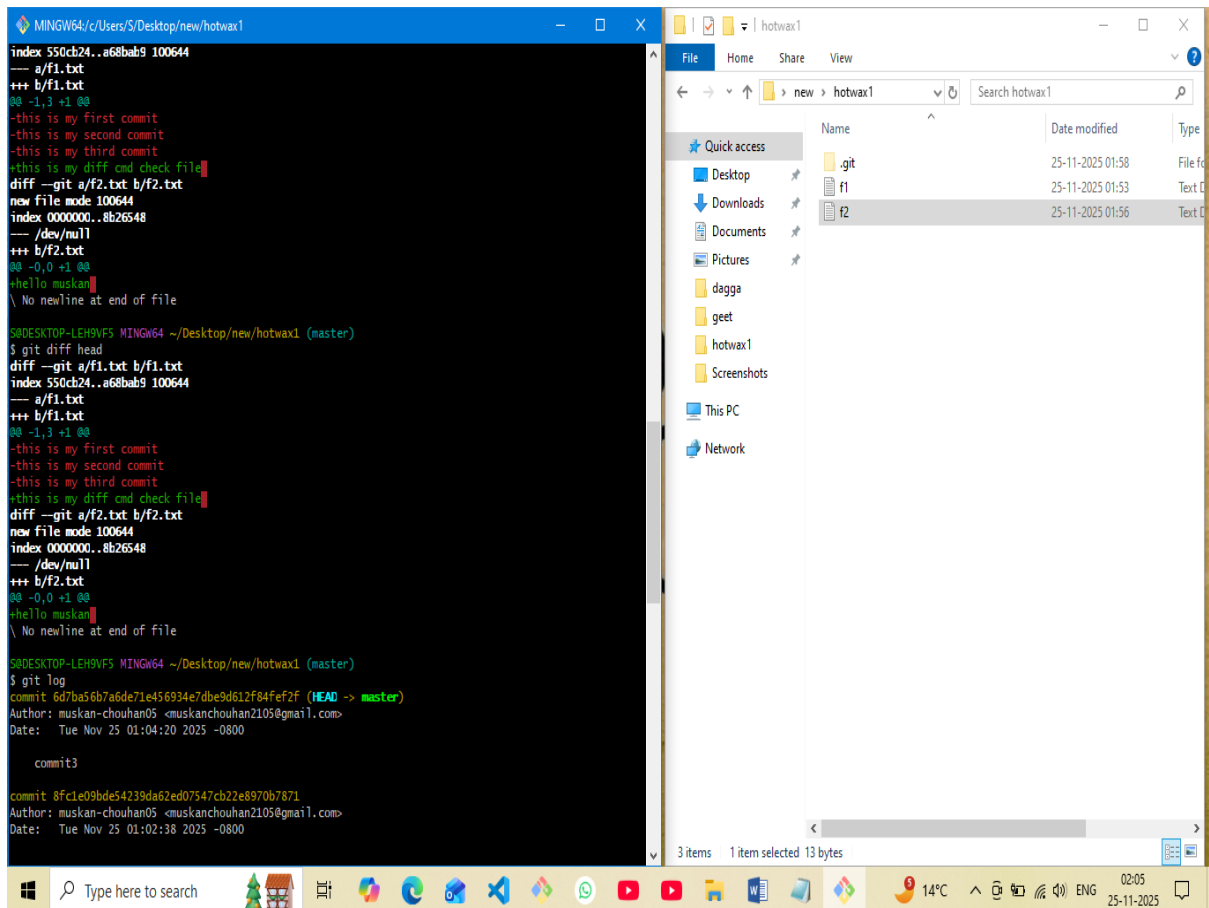 MINGW64:/c/Users/S/Desktop/new/hotwax1
index 550cb24..a68bab9 100644
--- a/f1.txt
+++ b/f1.txt
@@ -1,3 +1 @@
-this is my first commit
-this is my second commit
-this is my third commit
+this is my diff cmd check file
diff --git a/f2.txt b/f2.txt
new file mode 100644
index 0000000..8b26548
--- /dev/null
+++ b/f2.txt
@@ -0,0 +1 @@
+hello muskan
\ No newline at end of file
S@DESKTOP-LEH9VF5 MINGW64 ~/Desktop/new/hotwax1 (master)
$ git diff head
diff --git a/f1.txt b/f1.txt
index 550cb24..a68bab9 100644
--- a/f1.txt
+++ b/f1.txt
@@ -1,3 +1 @@
-this is my first commit
-this is my second commit
-this is my third commit
+this is my diff cmd check file
diff --git a/f2.txt b/f2.txt
new file mode 100644
index 0000000..8b26548
--- /dev/null
+++ b/f2.txt
@@ -0,0 +1 @@
+hello muskan
\ No newline at end of file
S@DESKTOP-LEH9VF5 MINGW64 ~/Desktop/new/hotwax1 (master)
$ git log
commit 6d7ba56b7a6de71e456934e7dbe9d612f84fef2f (HEAD -> master)
Author: muskan-chouhan05 <muskanchouhan2105@gmail.com>
Date: Tue Nov 25 01:04:20 2025 -0800
commit3
commit 8fc1e09bde54239da62ed07547cb22e8970b7871
Author: muskan-chouhan05 <muskanchouhan2105@gmail.com>
Date: Tue Nov 25 01:02:38 2025 -0800
hotwax1
File Home Share View
new > hotwax1 Search hotwax1
Name Date modified Type
.git 25-11-2025 01:58 File fo
f1 25-11-2025 01:53 Text D
f2 25-11-2025 01:56 Text D
Quick access
Desktop
Downloads
Documents
Pictures
dagga
geet
hotwax1
Screenshots
This PC
Network
3 items 1 item selected 13 bytes
Type here to search
9
14°C ENG 02:05
25-11-2025